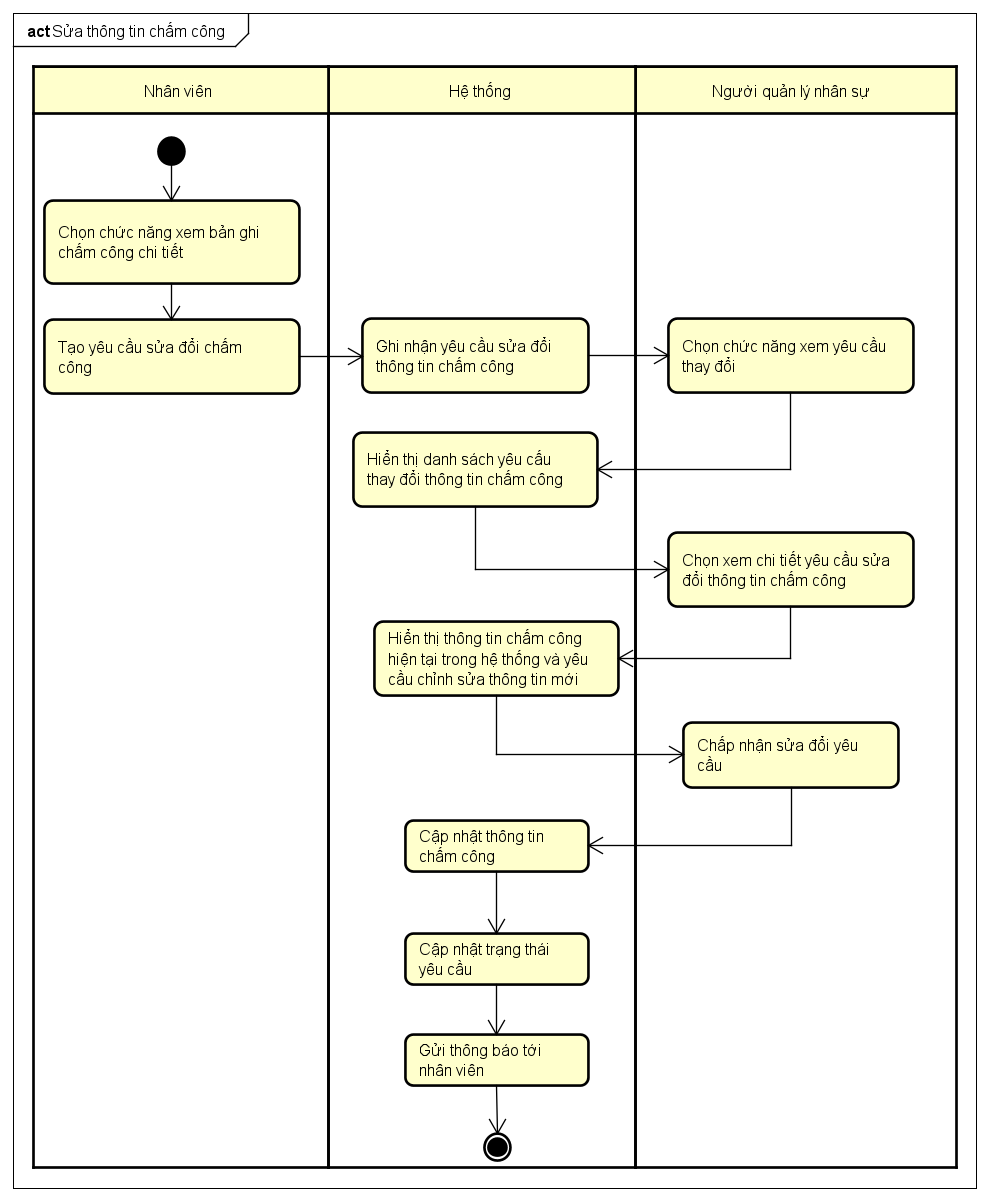 act Sửa thông tin chấm công
Nhân viên
Hệ thống
Người quản lý nhân sự
Chọn chức năng xem bản ghi
chấm công chi tiết
Tạo yêu cầu sửa đổi chấm
công
Ghi nhận yêu cầu sửa đổi
thông tin chấm công
Chọn chức năng xem yêu cầu
thay đổi
Hiển thị danh sách yêu cấu
thay đổi thông tin chấm công
Chọn xem chi tiết yêu cầu sửa
đổi thông tin chấm công
Hiển thị thông tin chấm công
hiện tại trong hệ thống và yêu
cầu chỉnh sửa thông tin mới
Chấp nhận sửa đổi yêu
cầu
Cập nhật thông tin
chấm công
Cập nhật trạng thái
yêu cầu
Gửi thông báo tới
nhân viên